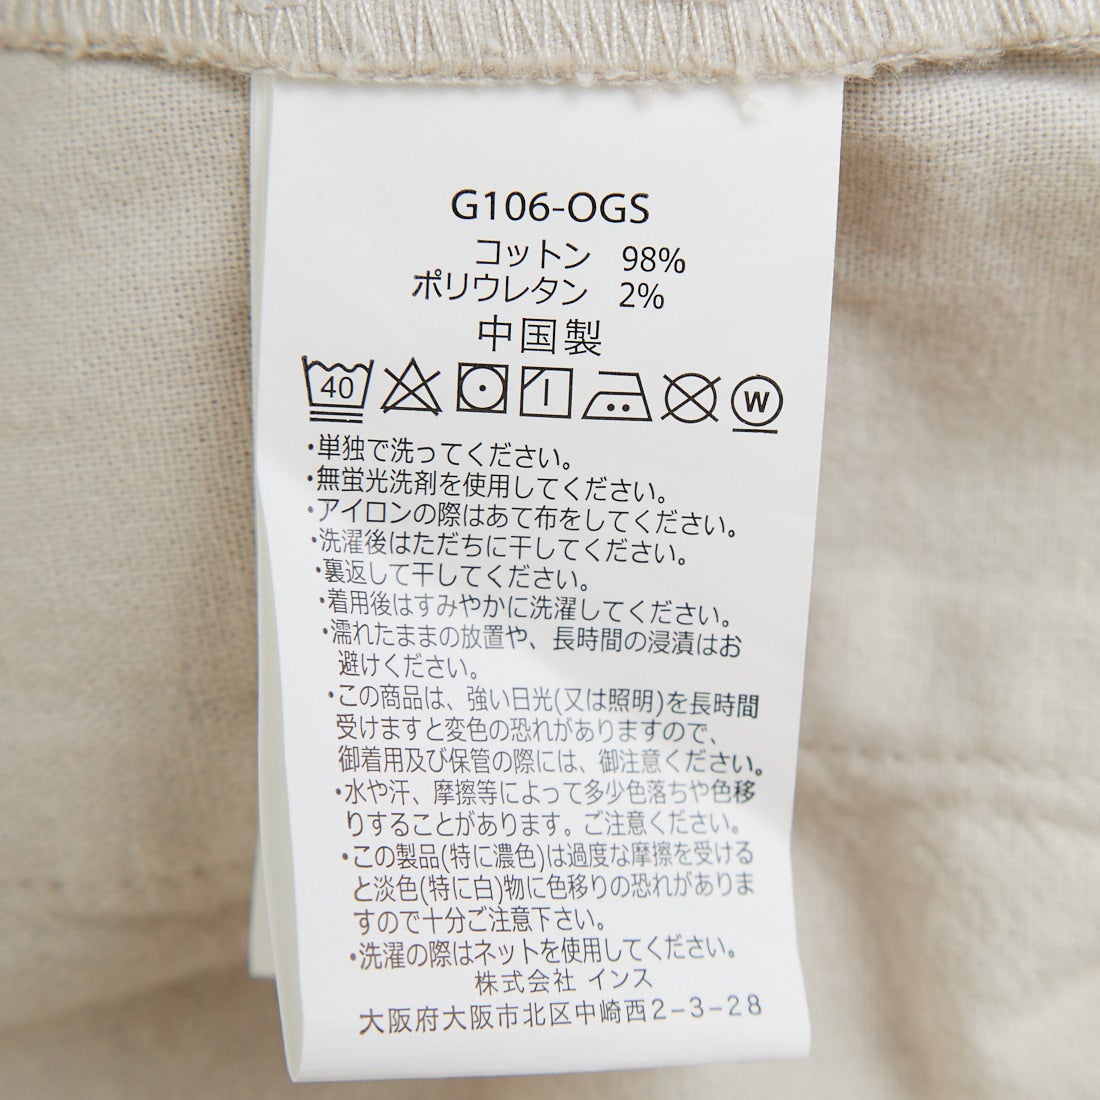 G106-OGS
コットン 98%
ポリウレタン 2%
中国製
40 W
・単独で洗ってください。
・無蛍光洗剤を使用してください。
・アイロンの際はあて布をしてください。
・洗濯後はただちに干してください。
・裏返して干してください。
・着用後はすみやかに洗濯してください。
・濡れたままの放置や、長時間の浸漬はお
避けください。
・この商品は、強い日光(又は照明)を長時間
受けますと変色の恐れがありますので、
御着用及び保管の際には、御注意ください。
・水や汗、摩擦等によって多少色落ちや色移
りすることがあります。ご注意ください。
・この製品(特に濃色)は過度な摩擦を受ける
と淡色(特に白)物に色移りの恐れがありま
すので十分ご注意下さい。
・洗濯の際はネットを使用してください。
株式会社 インス
大阪府大阪市北区中崎西2-3-28